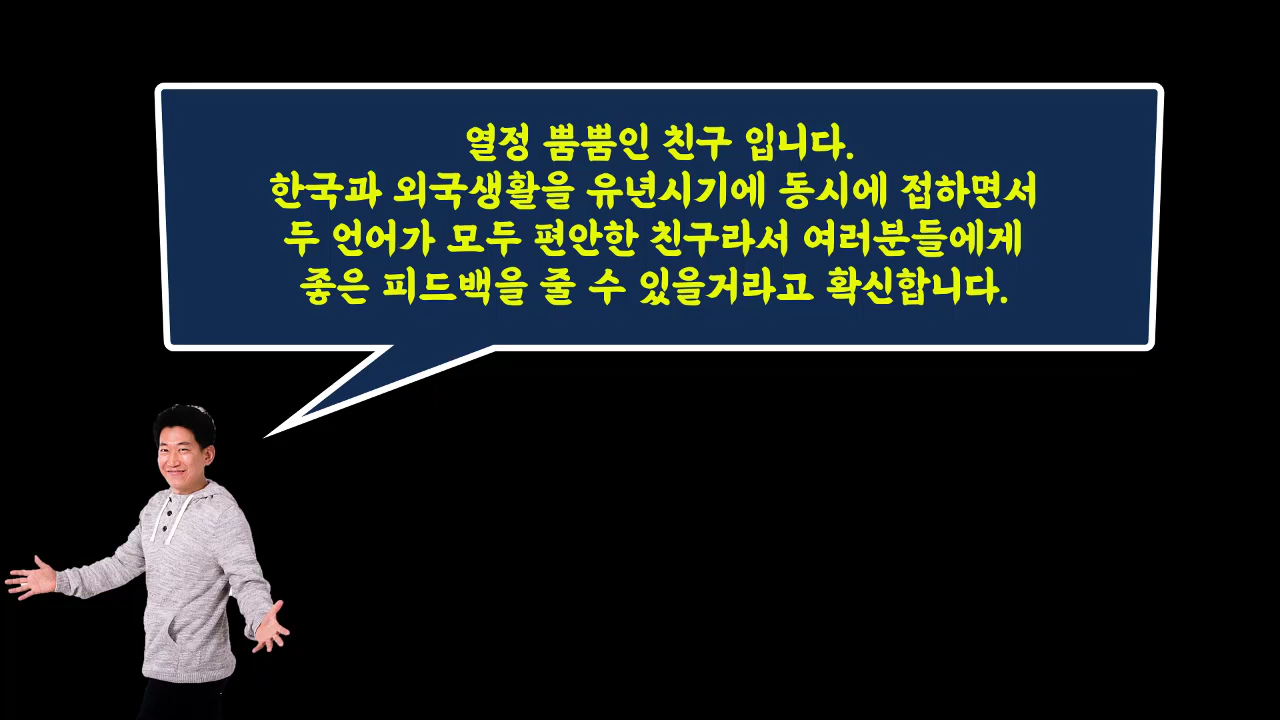 열정 뿜뿜인 친구 입니다.
한국과 외국생활을 유년시기에 동시에 접하면서
두 언어가 모두 편안한 친구라서 여러분들에게
좋은 피드백을 줄 수 있을거라고 확신합니다.